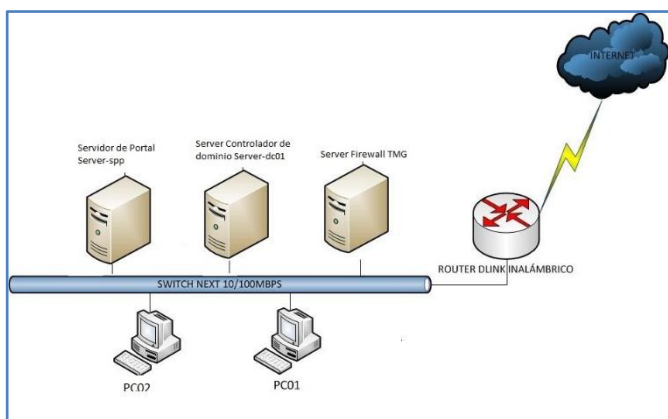 INTERNET
Servidor de Portal
Server-spp
Server Controlador de
dominio Server-dc01
Server Firewall TMG
ROUTER DLINK INALÁMBRICO
SWITCH NEXT 10/100MBPS
PC02
PC01